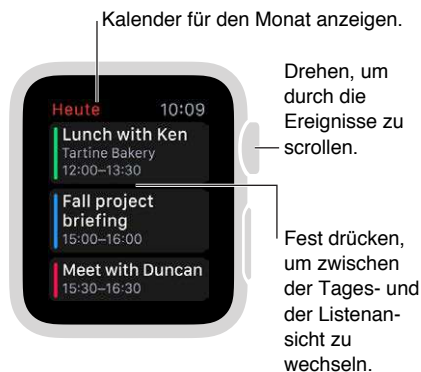 Kalender für den Monat anzeigen.
Drehen, um
durch die
Ereignisse zu
scrollen.
Heute 10:09
Lunch with Ken
Tartine Bakery
12:00–13:30
Fall project
briefing
15:00–16:00
Meet with Duncan
15:30–16:30
Fest drücken,
um zwischen
der Tages- und
der Listenan-
sicht zu
wechseln.